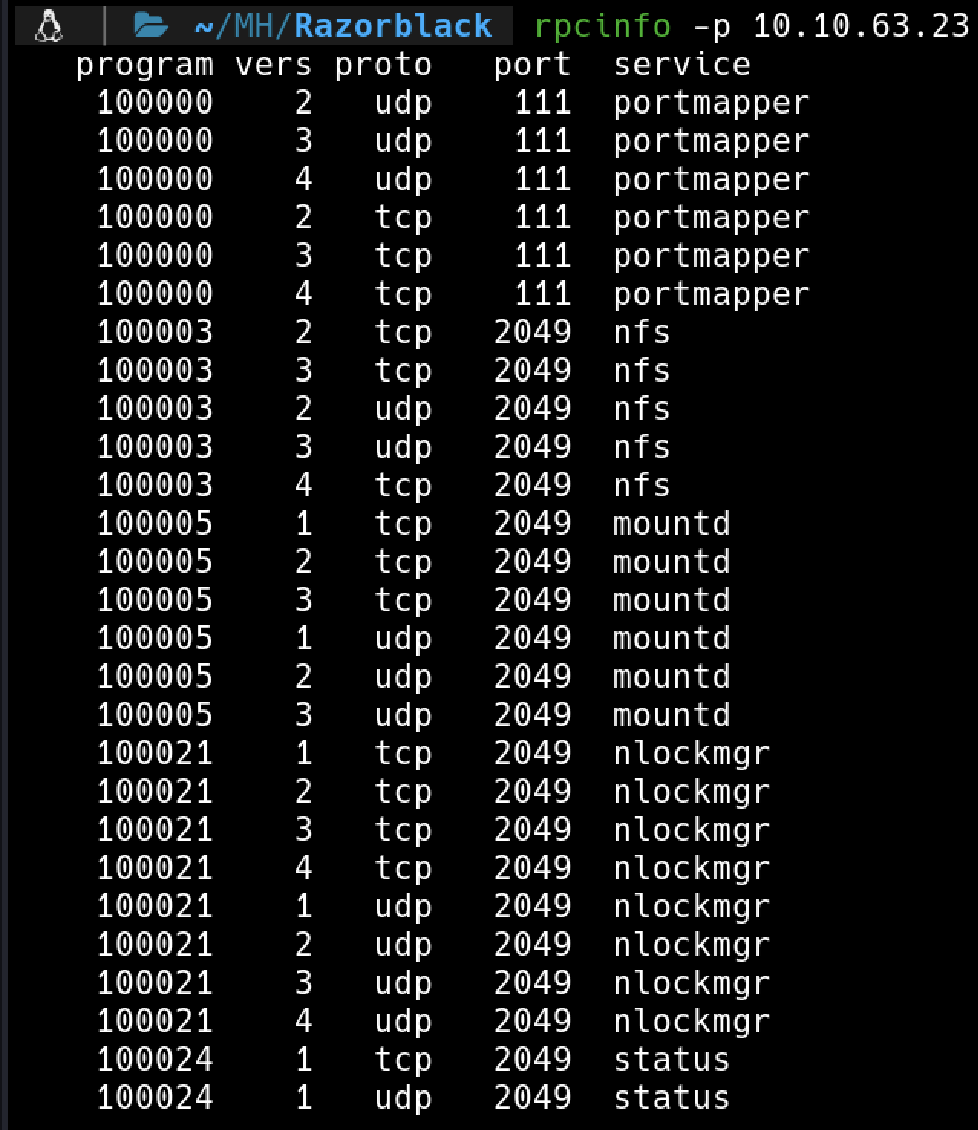 ~/MH/Razorblack rpcinfo -p 10.10.63.23
program vers proto port service
100000 2 udp 111 portmapper
100000 3 udp 111 portmapper
100000 4 udp 111 portmapper
100000 2 tcp 111 portmapper
100000 3 tcp 111 portmapper
100000 4 tcp 111 portmapper
100003 2 tcp 2049 nfs
100003 3 tcp 2049 nfs
100003 2 udp 2049 nfs
100003 3 udp 2049 nfs
100003 4 tcp 2049 nfs
100005 1 tcp 2049 mountd
100005 2 tcp 2049 mountd
100005 3 tcp 2049 mountd
100005 1 udp 2049 mountd
100005 2 udp 2049 mountd
100005 3 udp 2049 mountd
100021 1 tcp 2049 nlockmgr
100021 2 tcp 2049 nlockmgr
100021 3 tcp 2049 nlockmgr
100021 4 tcp 2049 nlockmgr
100021 1 udp 2049 nlockmgr
100021 2 udp 2049 nlockmgr
100021 3 udp 2049 nlockmgr
100021 4 udp 2049 nlockmgr
100024 1 tcp 2049 status
100024 1 udp 2049 status